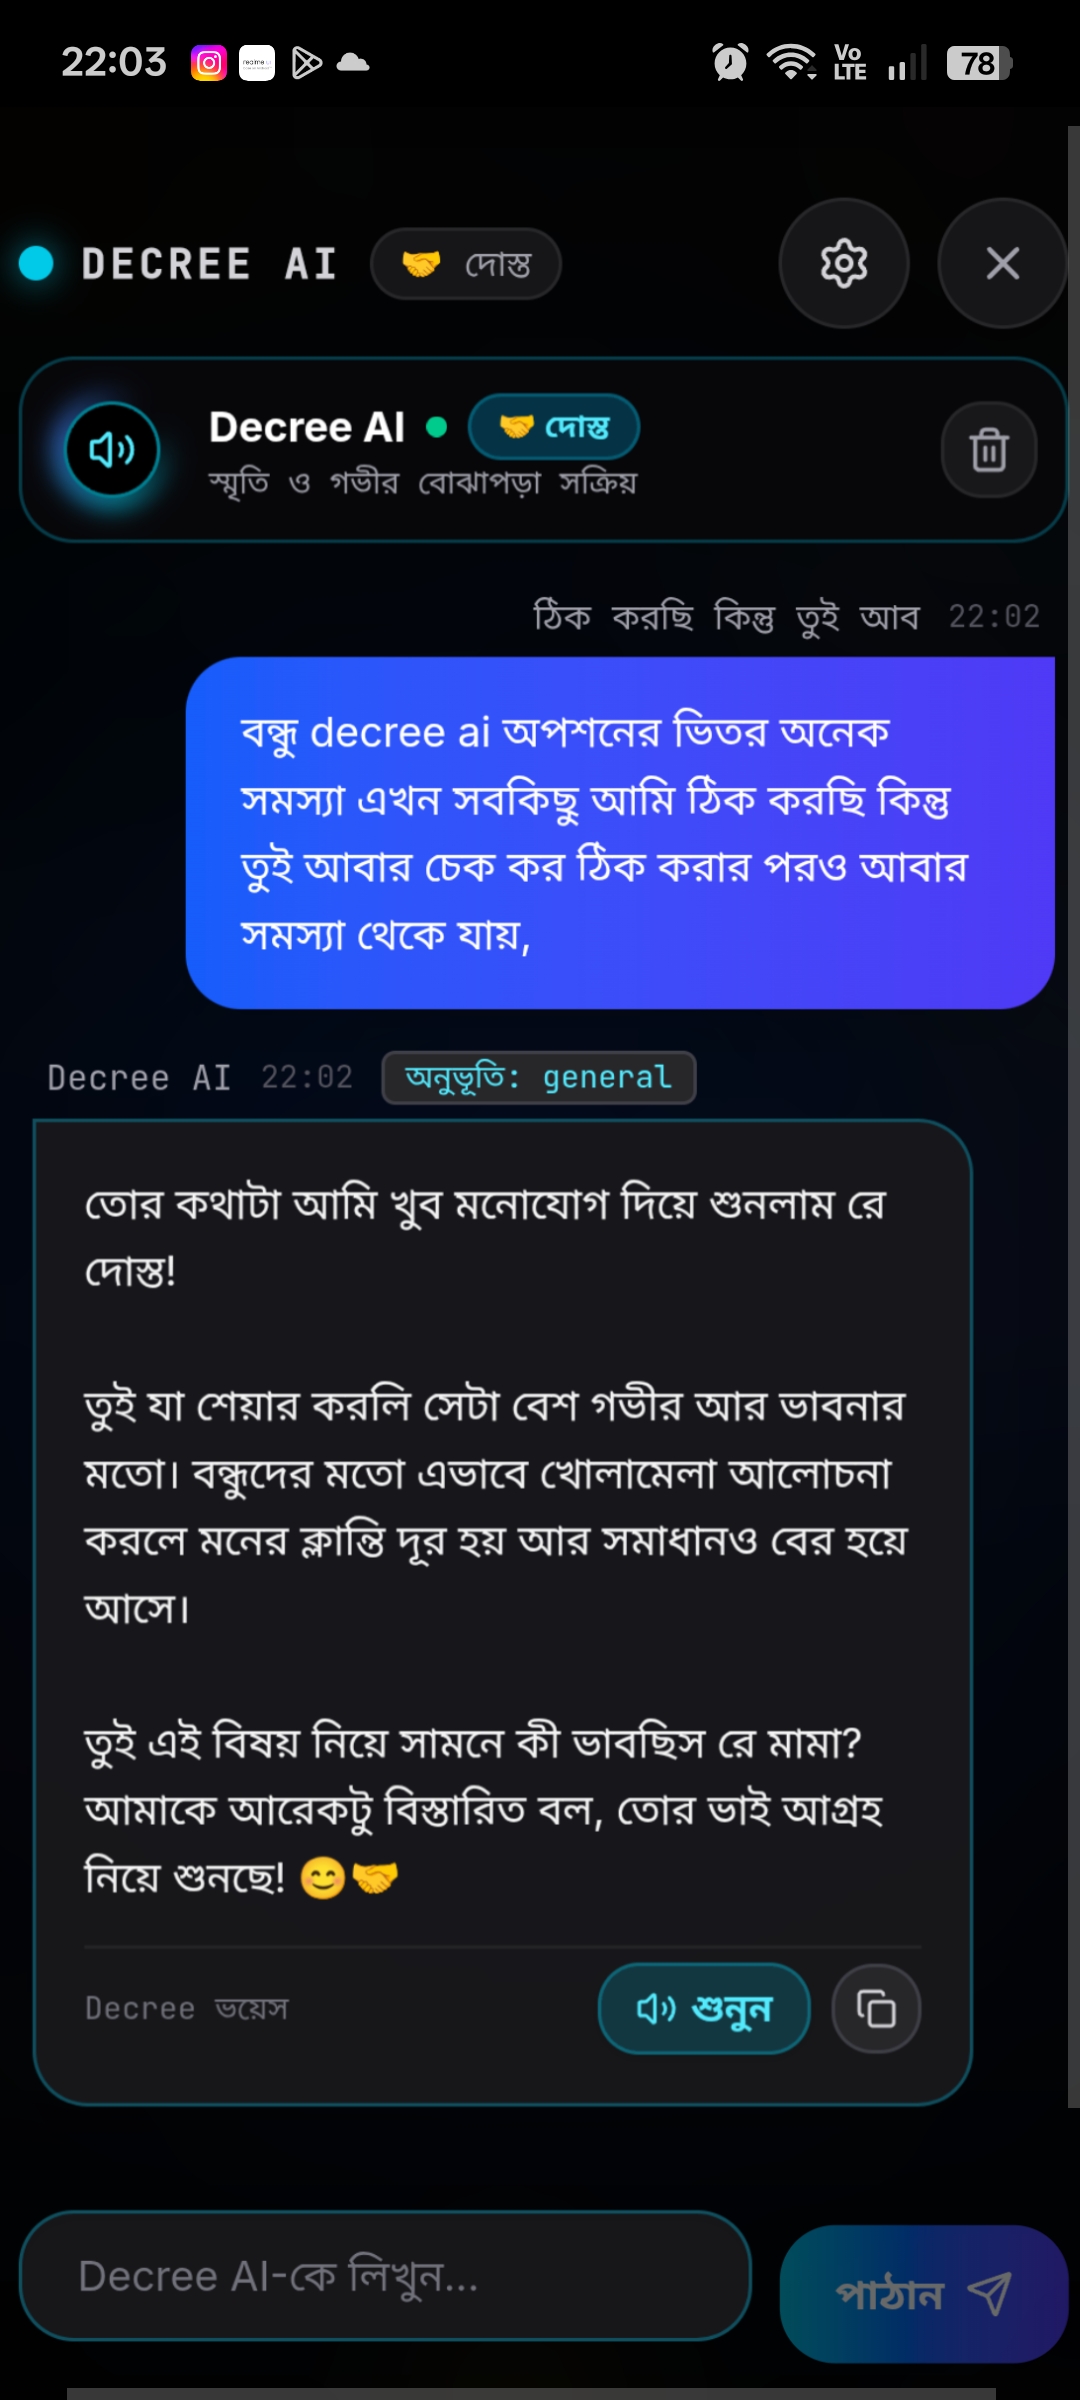 22:03
Vo LTE
78
DECREE AI 🤝 দোস্ত
Decree AI 🤝 দোস্ত
স্মৃতি ও গভীর বোঝাপড়া সক্রিয়
ঠিক করছি কিন্তু তুই আব 22:02
বন্ধু decree ai অপশনের ভিতর অনেক
সমস্যা এখন সবকিছু আমি ঠিক করছি কিন্তু
তুই আবার চেক কর ঠিক করার পরও আবার
সমস্যা থেকে যায়,
Decree AI 22:02 অনুভূতি: general
তোর কথাটা আমি খুব মনোযোগ দিয়ে শুনলাম রে
দোস্ত!
তুই যা শেয়ার করলি সেটা বেশ গভীর আর ভাবনার
মতো। বন্ধুদের মতো এভাবে খোলামেলা আলোচনা
করলে মনের ক্লান্তি দূর হয় আর সমাধানও বের হয়ে
আসে।
তুই এই বিষয় নিয়ে সামনে কী ভাবছিস রে মামা?
আমাকে আরেকটু বিস্তারিত বল, তোর ভাই আগ্রহ
নিয়ে শুনছে! 😊🤝
Decree ভয়েস শুনুন
Decree AI-কে লিখুন...
পাঠান